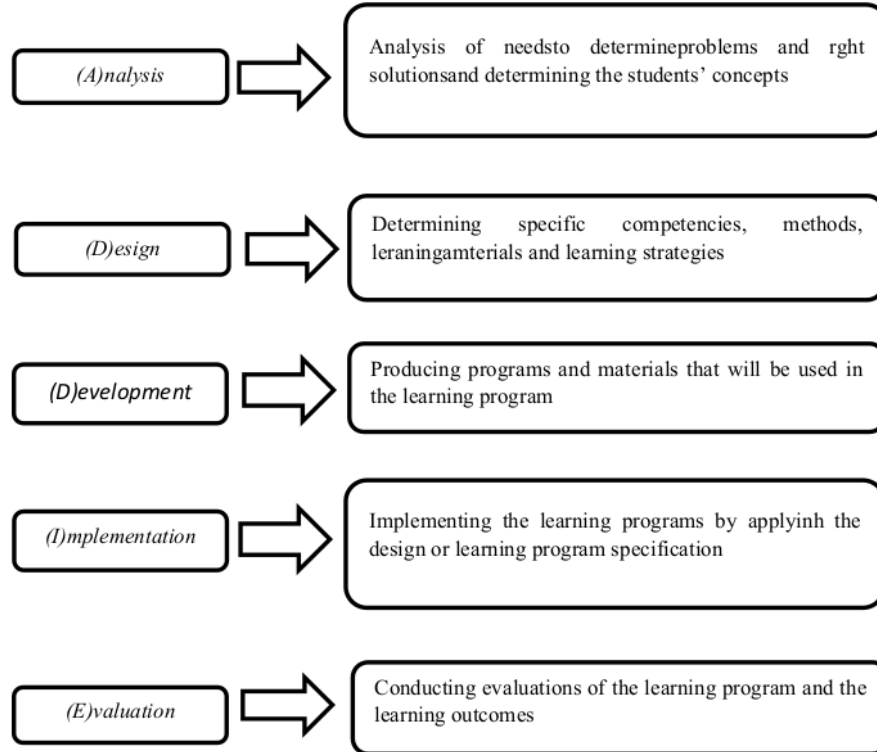 (A)nalysis
Analysis of needsto determineproblems and rght
solutionsand determining the students’ concepts
(D)esign
Determining specific competencies, methods,
leraningamterials and learning strategies
(D)evelopment
Producing programs and materials that will be used in
the learning program
(I)mplementation
Implementing the learning programs by applyinh the
design or learning program specification
(E)valuation
Conducting evaluations of the learning program and the
learning outcomes